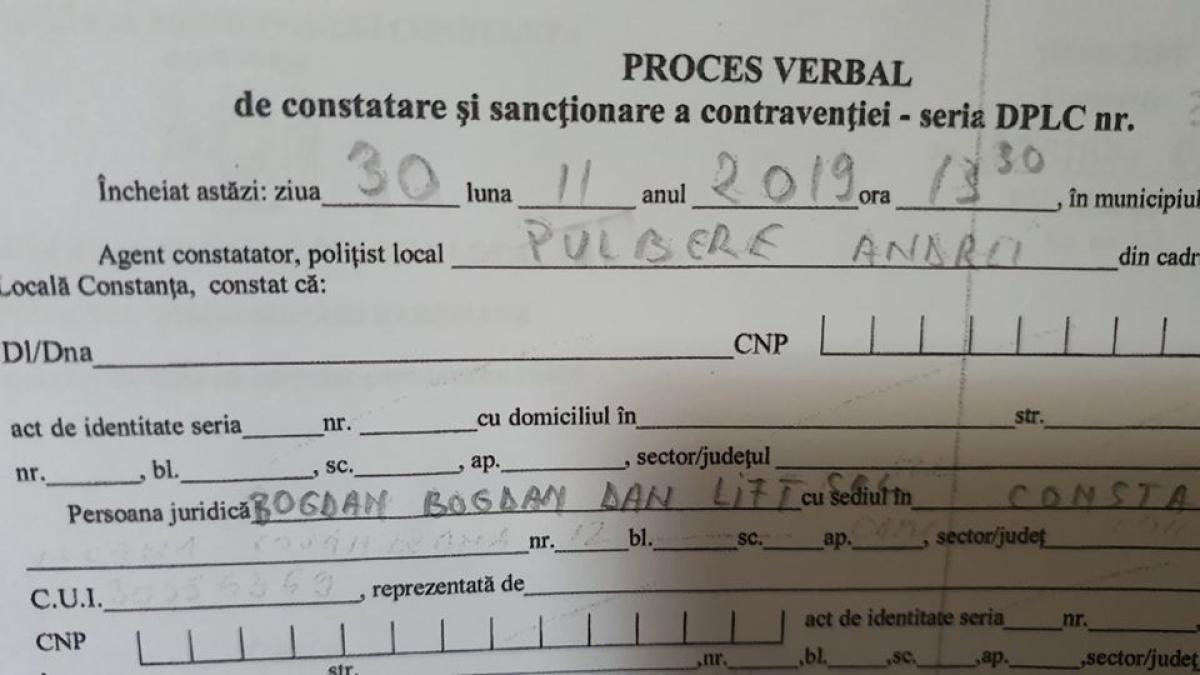 PROCES VERBAL
de constatare şi sancţionare a contravenţiei - seria DPLC nr.
Încheiat astăzi: ziua 30 luna 11 anul 2019 ora 13 30, în municipiul
Agent constatator, poliţist local PULBERE ANDREI din cadr
Locală Constanţa, constat că:
Dl/Dna CNP
act de identitate seria nr. cu domiciliul în str.
nr. , bl. , sc. , ap. , sector/judeţul
Persoana juridică BOGDAN BOGDAN DAN LIFT SRL cu sediul în CONSTA
nr. 12 bl. sc. ap. , sector/judeţ
C.U.I. , reprezentată de
CNP act de identitate seria nr. ,
str. ,nr. ,bl. ,sc. ,ap. ,sector/judeţ